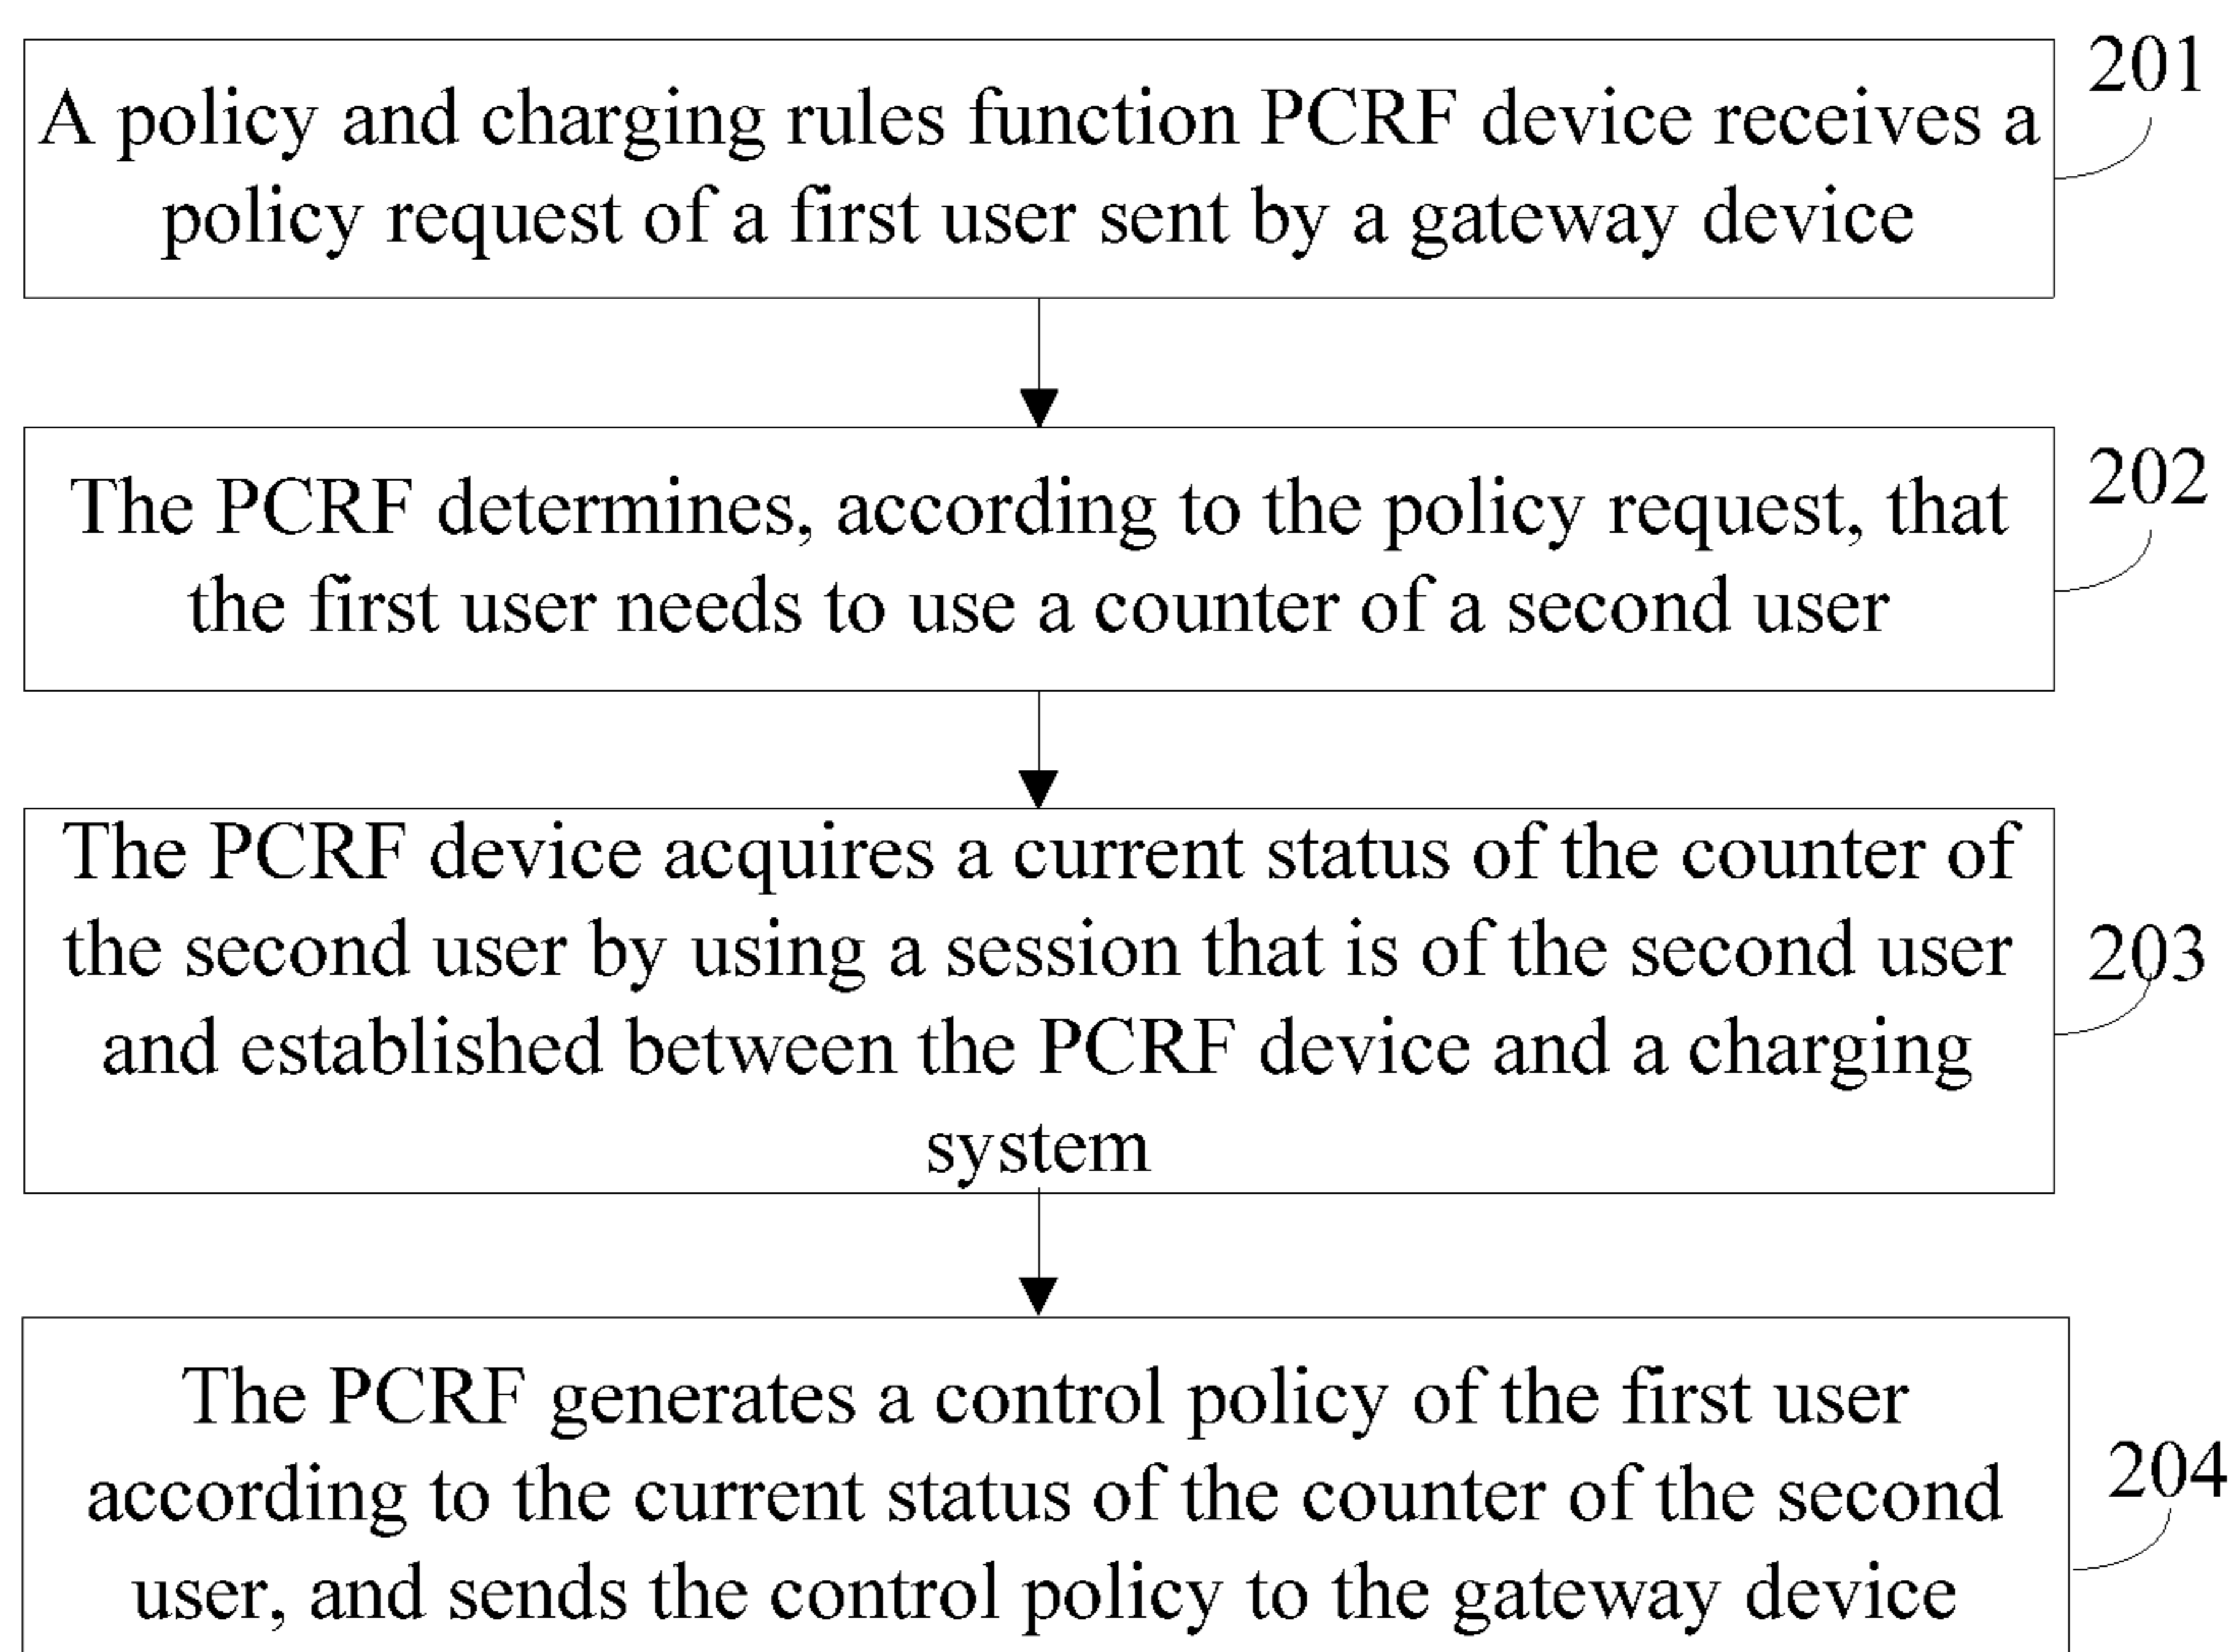 A policy and charging rules function PCRF device receives a
policy request of a first user sent by a gateway device
201
The PCRF determines, according to the policy request, that
the first user needs to use a counter of a second user
202
The PCRF device acquires a current status of the counter of
the second user by using a session that is of the second user
and established between the PCRF device and a charging
system
203
The PCRF generates a control policy of the first user
according to the current status of the counter of the second
user, and sends the control policy to the gateway device
204